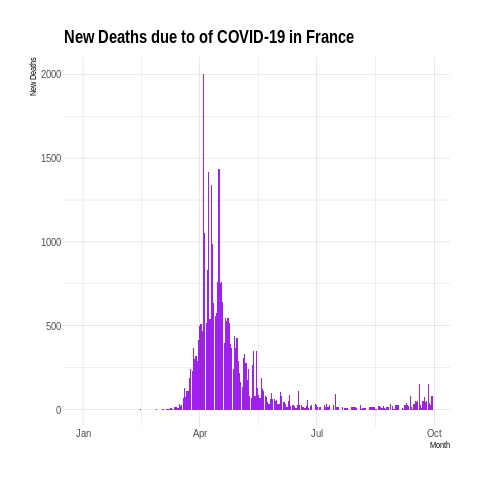 New Deaths due to of COVID-19 in France
New Deaths
2000
1500
1000
500
0
Jan
Apr
Jul
Oct
Month